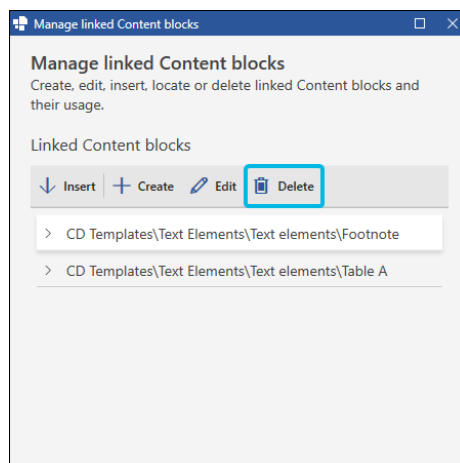 Manage linked Content blocks
Manage linked Content blocks
Create, edit, insert, locate or delete linked Content blocks and
their usage.
Linked Content blocks
Insert Create Edit Delete
CD Templates\Text Elements\Text elements\Footnote
CD Templates\Text Elements\Text elements\Table A